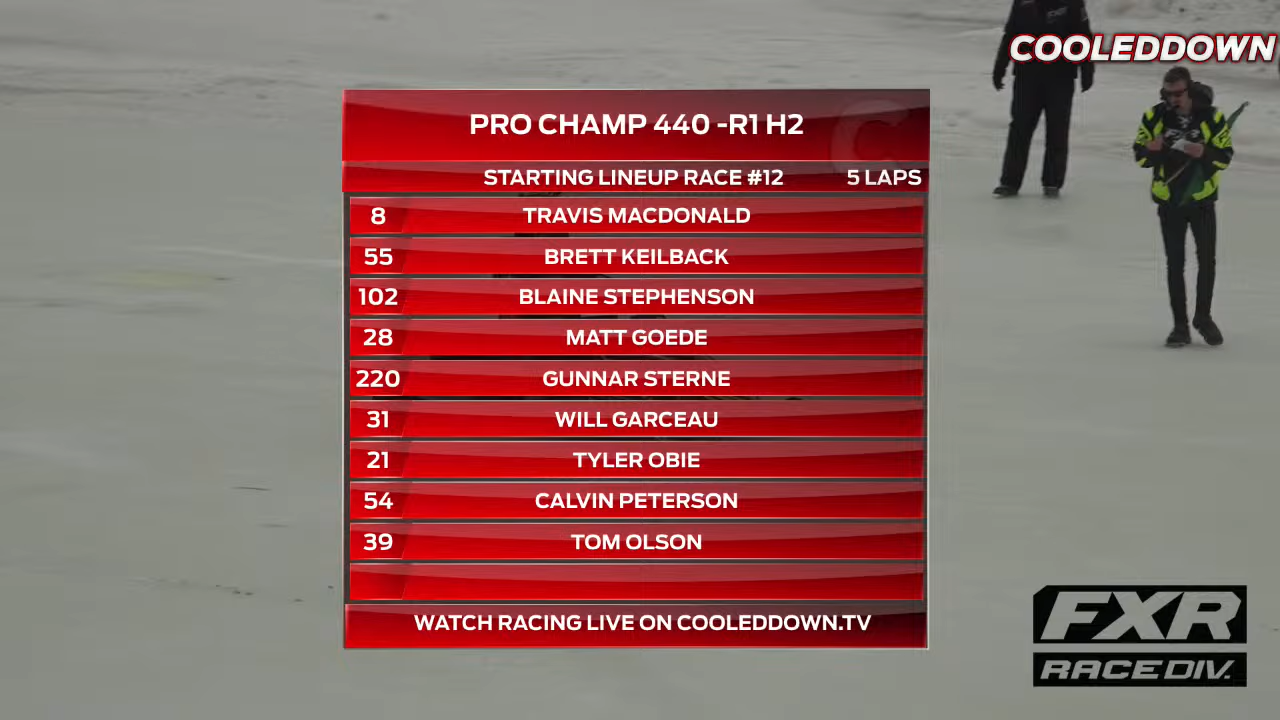 COOLEDDOWN
PRO CHAMP 440 -R1 H2
STARTING LINEUP RACE #12 5 LAPS
8 TRAVIS MACDONALD
55 BRETT KEILBACK
102 BLAINE STEPHENSON
28 MATT GOEDE
220 GUNNAR STERNE
31 WILL GARCEAU
21 TYLER OBIE
54 CALVIN PETERSON
39 TOM OLSON
WATCH RACING LIVE ON COOLEDDOWN.TV
FXR
RACE DIV.